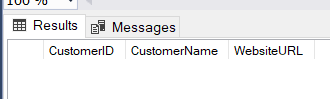 100 %
Results Messages
CustomerID CustomerName WebsiteURL